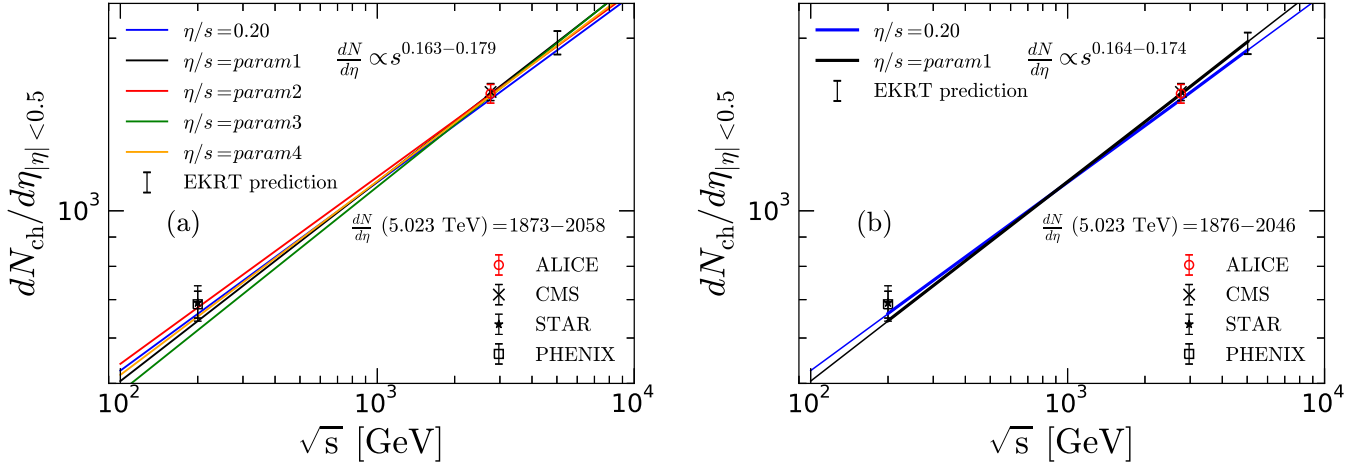 η/s=0.20
η/s=param1
η/s=param2
η/s=param3
η/s=param4
EKRT prediction
dN/dη ∝ s^0.163−0.179
(a)
dN/dη (5.023 TeV)=1873−2058
ALICE
CMS
STAR
PHENIX
dN_ch/dη_|η|<0.5
10^3
10^2 10^3 10^4
√s [GeV]
η/s=0.20
η/s=param1
EKRT prediction
dN/dη ∝ s^0.164−0.174
(b)
dN/dη (5.023 TeV)=1876−2046
ALICE
CMS
STAR
PHENIX
dN_ch/dη_|η|<0.5
10^3
10^2 10^3 10^4
√s [GeV]